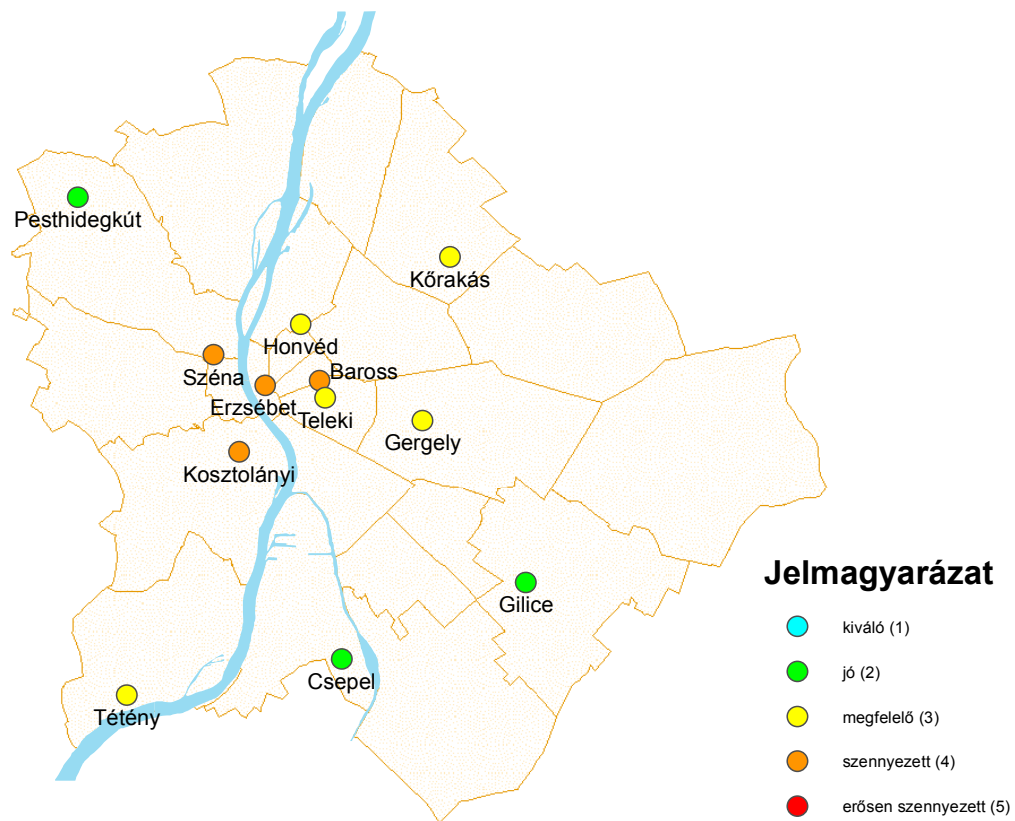 Pesthidegkút
Kőrakás
Honvéd
Széna
Baross
Erzsébet
Teleki
Gergely
Kosztolányi
Gilice
Csepel
Tétény
Jelmagyarázat
kiváló (1)
jó (2)
megfelelő (3)
szennyezett (4)
erősen szennyezett (5)